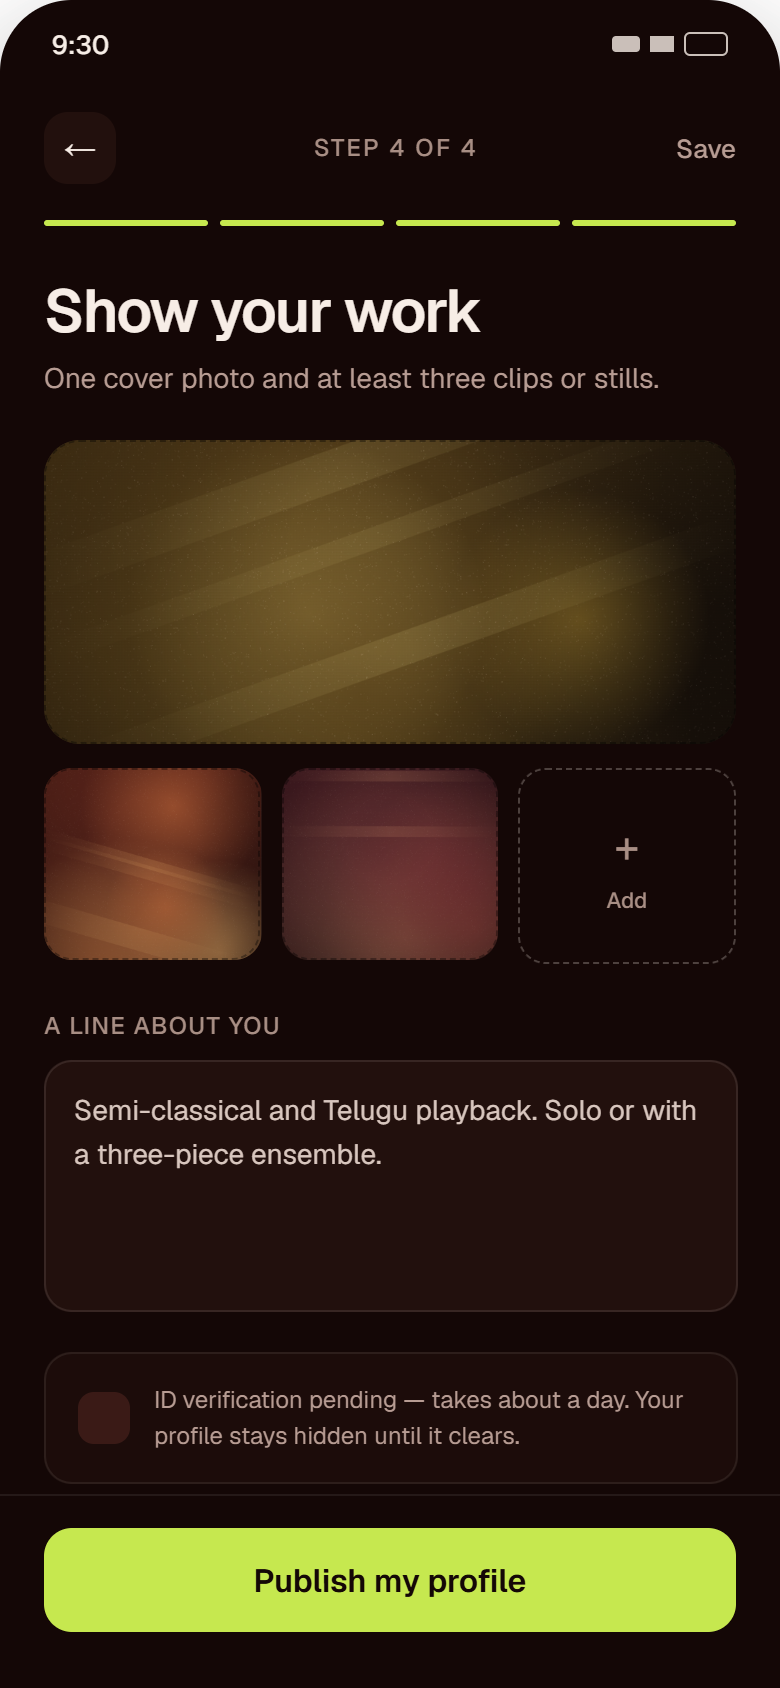 9:30
←
STEP 4 OF 4
Save
Show your work
One cover photo and at least three clips or stills.
+
Add
A LINE ABOUT YOU
Semi-classical and Telugu playback. Solo or with
a three-piece ensemble.
ID verification pending — takes about a day. Your
profile stays hidden until it clears.
Publish my profile